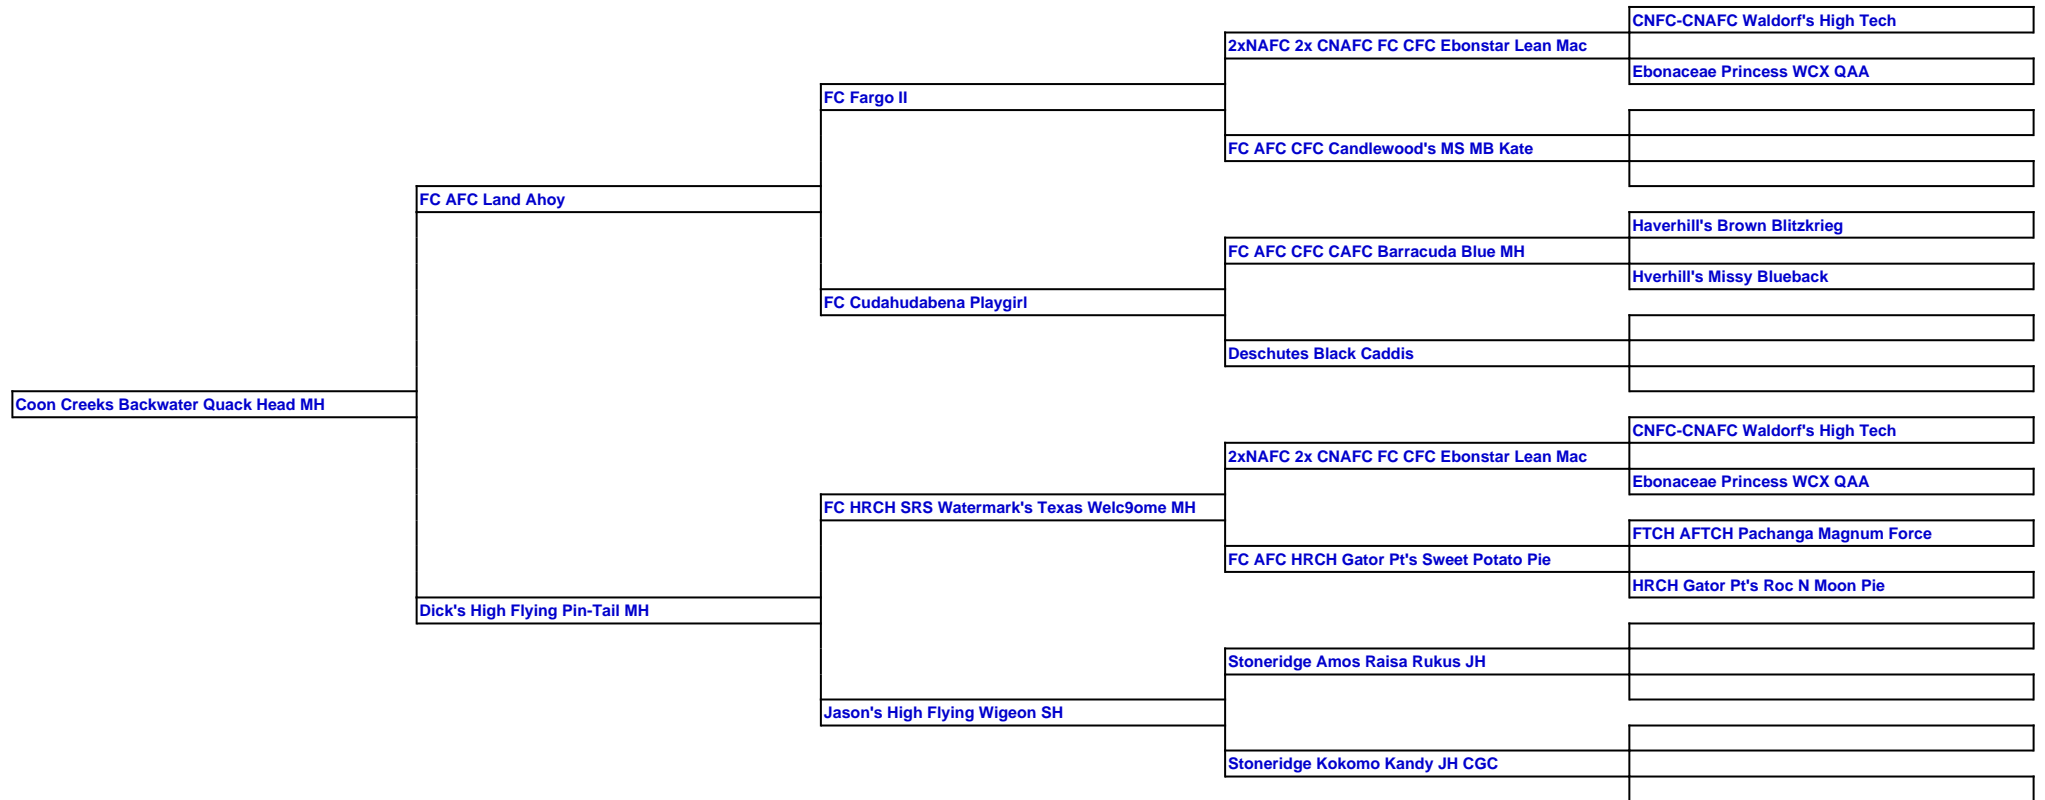 CNFC-CNAFC Waldorf's High Tech
2xNAFC 2x CNAFC FC CFC Ebonstar Lean Mac
Ebonaceae Princess WCX QAA
FC Fargo II
FC AFC CFC Candlewood's MS MB Kate
FC AFC Land Ahoy
Haverhill's Brown Blitzkrieg
FC AFC CFC CAFC Barracuda Blue MH
Hverhill's Missy Blueback
FC Cudahudabena Playgirl
Deschutes Black Caddis
Coon Creeks Backwater Quack Head MH
CNFC-CNAFC Waldorf's High Tech
2xNAFC 2x CNAFC FC CFC Ebonstar Lean Mac
Ebonaceae Princess WCX QAA
FC HRCH SRS Watermark's Texas Welc9ome MH
FTCH AFTCH Pachanga Magnum Force
FC AFC HRCH Gator Pt's Sweet Potato Pie
HRCH Gator Pt's Roc N Moon Pie
Dick's High Flying Pin-Tail MH
Stoneridge Amos Raisa Rukus JH
Jason's High Flying Wigeon SH
Stoneridge Kokomo Kandy JH CGC